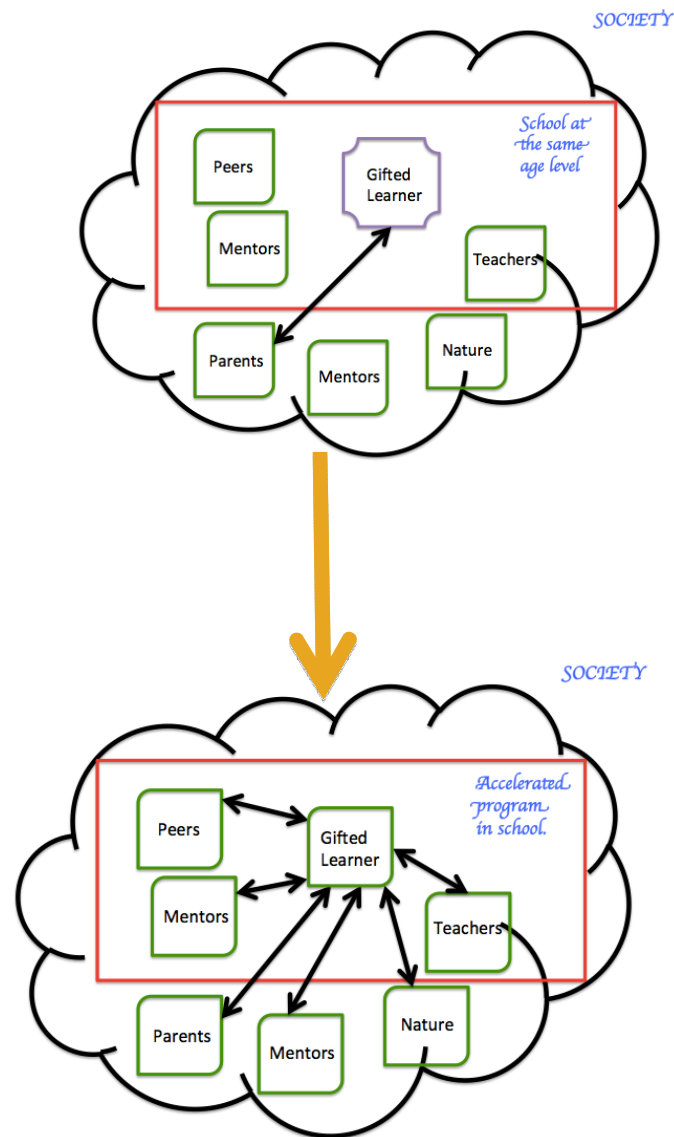 SOCIETY
School at
the same
age level
Peers
Gifted
Learner
Mentors
Teachers
Parents
Mentors
Nature
SOCIETY
Accelerated
program
in school.
Peers
Gifted
Learner
Mentors
Teachers
Parents
Mentors
Nature